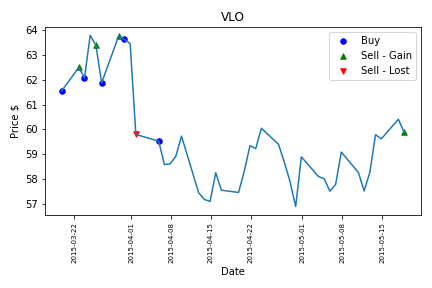 VLO
Buy
Sell - Gain
Sell - Lost
Price $
64
63
62
61
60
59
58
57
2015-03-22
2015-04-01
2015-04-08
2015-04-15
2015-04-22
2015-05-01
2015-05-08
2015-05-15
Date